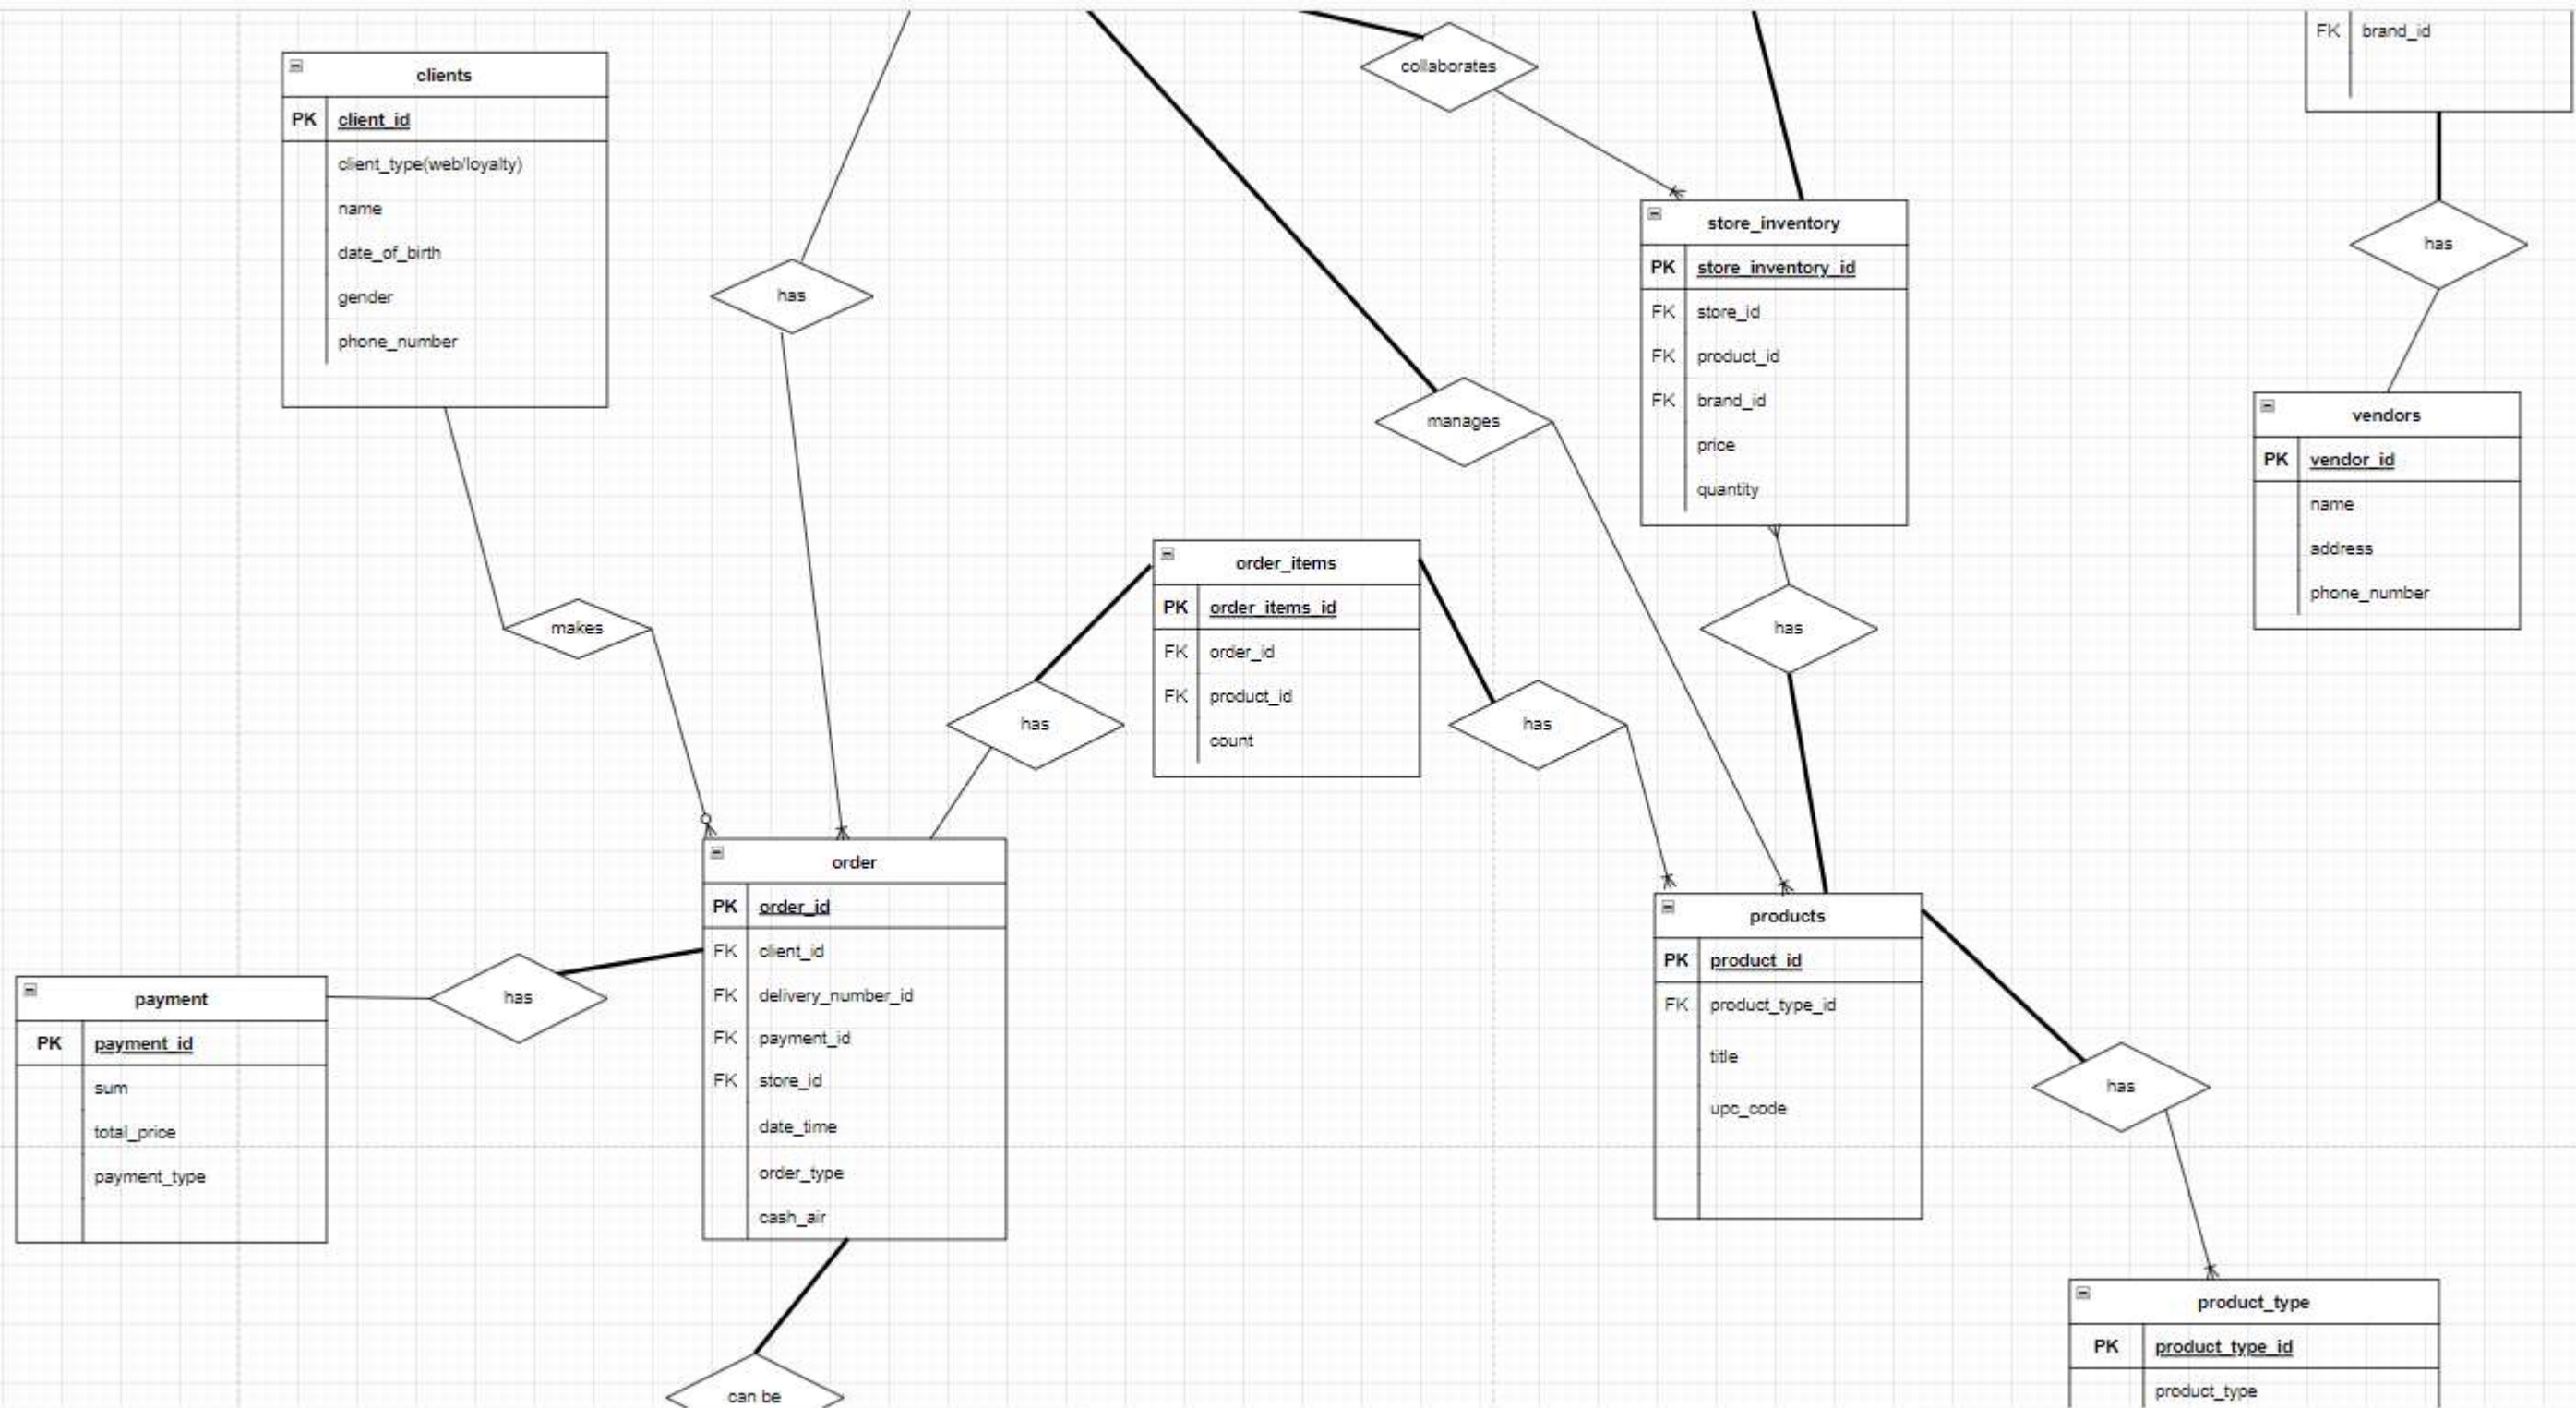 clients
PK client_id
client_type(web/loyalty)
name
date_of_birth
gender
phone_number
has
collaborates
manages
FK brand_id
has
store_inventory
PK store_inventory_id
FK store_id
FK product_id
FK brand_id
price
quantity
vendors
PK vendor_id
name
address
phone_number
makes
order_items
PK order_items_id
FK order_id
FK product_id
count
has
has
has
order
PK order_id
FK client_id
FK delivery_number_id
FK payment_id
FK store_id
date_time
order_type
cash_air
payment
PK payment_id
sum
total_price
payment_type
has
products
PK product_id
FK product_type_id
title
upc_code
has
can be
product_type
PK product_type_id
product_type